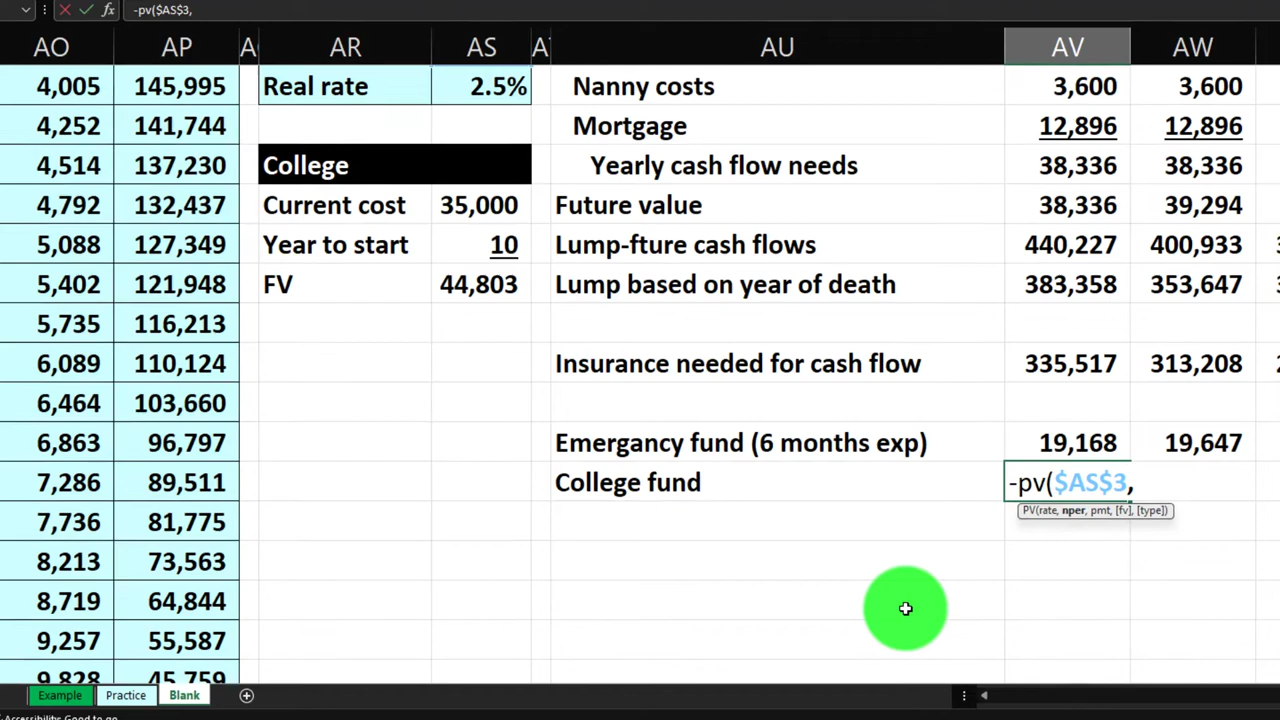 -pv($AS$3,
AO AP AR AS AU AV AW
4,005 145,995 Real rate 2.5% Nanny costs 3,600 3,600
4,252 141,744 Mortgage 12,896 12,896
4,514 137,230 College Yearly cash flow needs 38,336 38,336
4,792 132,437 Current cost 35,000 Future value 38,336 39,294
5,088 127,349 Year to start 10 Lump-fture cash flows 440,227 400,933
5,402 121,948 FV 44,803 Lump based on year of death 383,358 353,647
5,735 116,213
6,089 110,124 Insurance needed for cash flow 335,517 313,208
6,464 103,660
6,863 96,797 Emergancy fund (6 months exp) 19,168 19,647
7,286 89,511 College fund -pv($AS$3,
PV(rate, nper, pmt, [fv], [type])
7,736 81,775
8,213 73,563
8,719 64,844
9,257 55,587
9,828 45,759
Example Practice Blank
Accessibility: Good to go